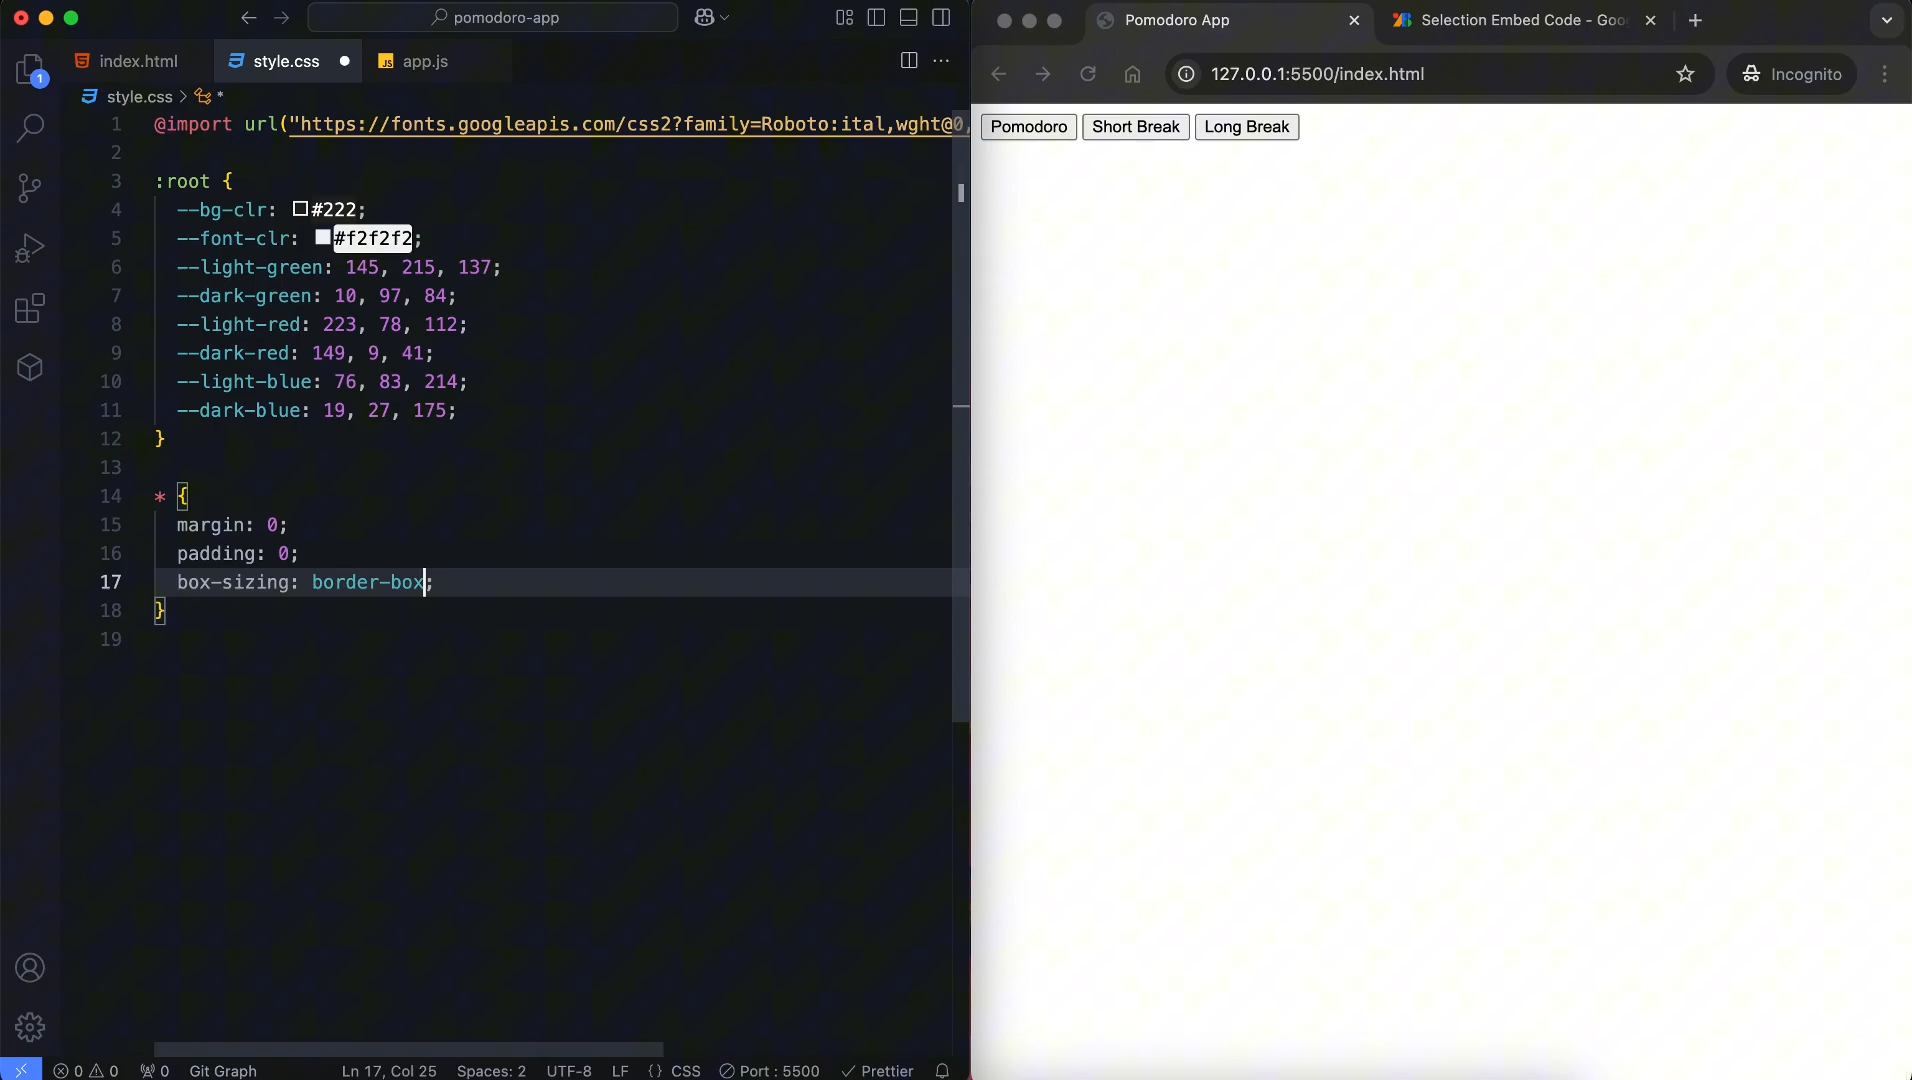 pomodoro-app
index.html
style.css
app.js
style.css > *
1 @import url("https://fonts.googleapis.com/css2?family=Roboto:ital,wght@0,
2
3 :root {
4 --bg-clr: #222;
5 --font-clr: #f2f2f2;
6 --light-green: 145, 215, 137;
7 --dark-green: 10, 97, 84;
8 --light-red: 223, 78, 112;
9 --dark-red: 149, 9, 41;
10 --light-blue: 76, 83, 214;
11 --dark-blue: 19, 27, 175;
12 }
13
14 * {
15 margin: 0;
16 padding: 0;
17 box-sizing: border-box;
18 }
19
1
0 0 0 Git Graph Ln 17, Col 25 Spaces: 2 UTF-8 LF {} CSS Port : 5500 Prettier
Pomodoro App
Selection Embed Code - Goo
127.0.0.1:5500/index.html
Incognito
Pomodoro Short Break Long Break